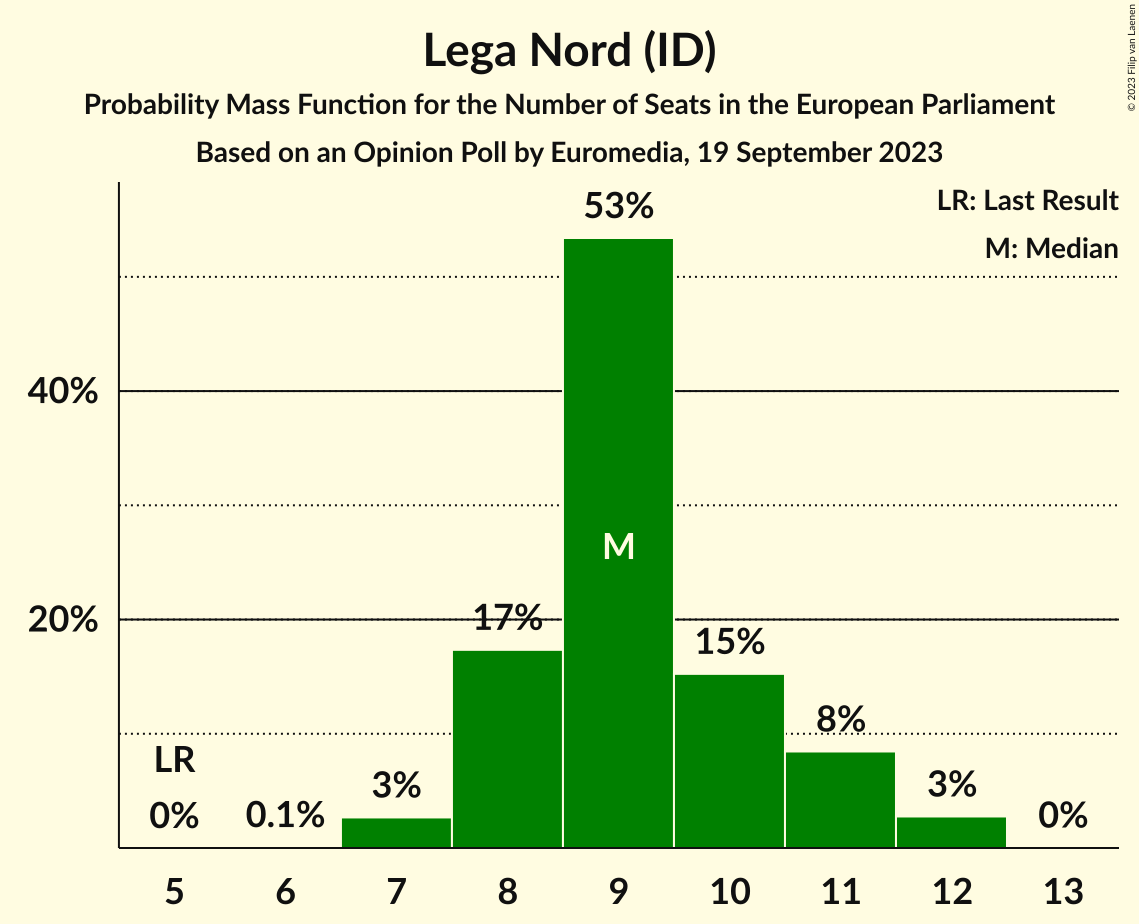 Lega Nord (ID)
Probability Mass Function for the Number of Seats in the European Parliament
Based on an Opinion Poll by Euromedia, 19 September 2023
© 2023 Filip van Laenen
LR: Last Result
M: Median
53%
40%
M
20%
17%
15%
8%
LR
3%
3%
0%
0.1%
0%
5 6 7 8 9 10 11 12 13